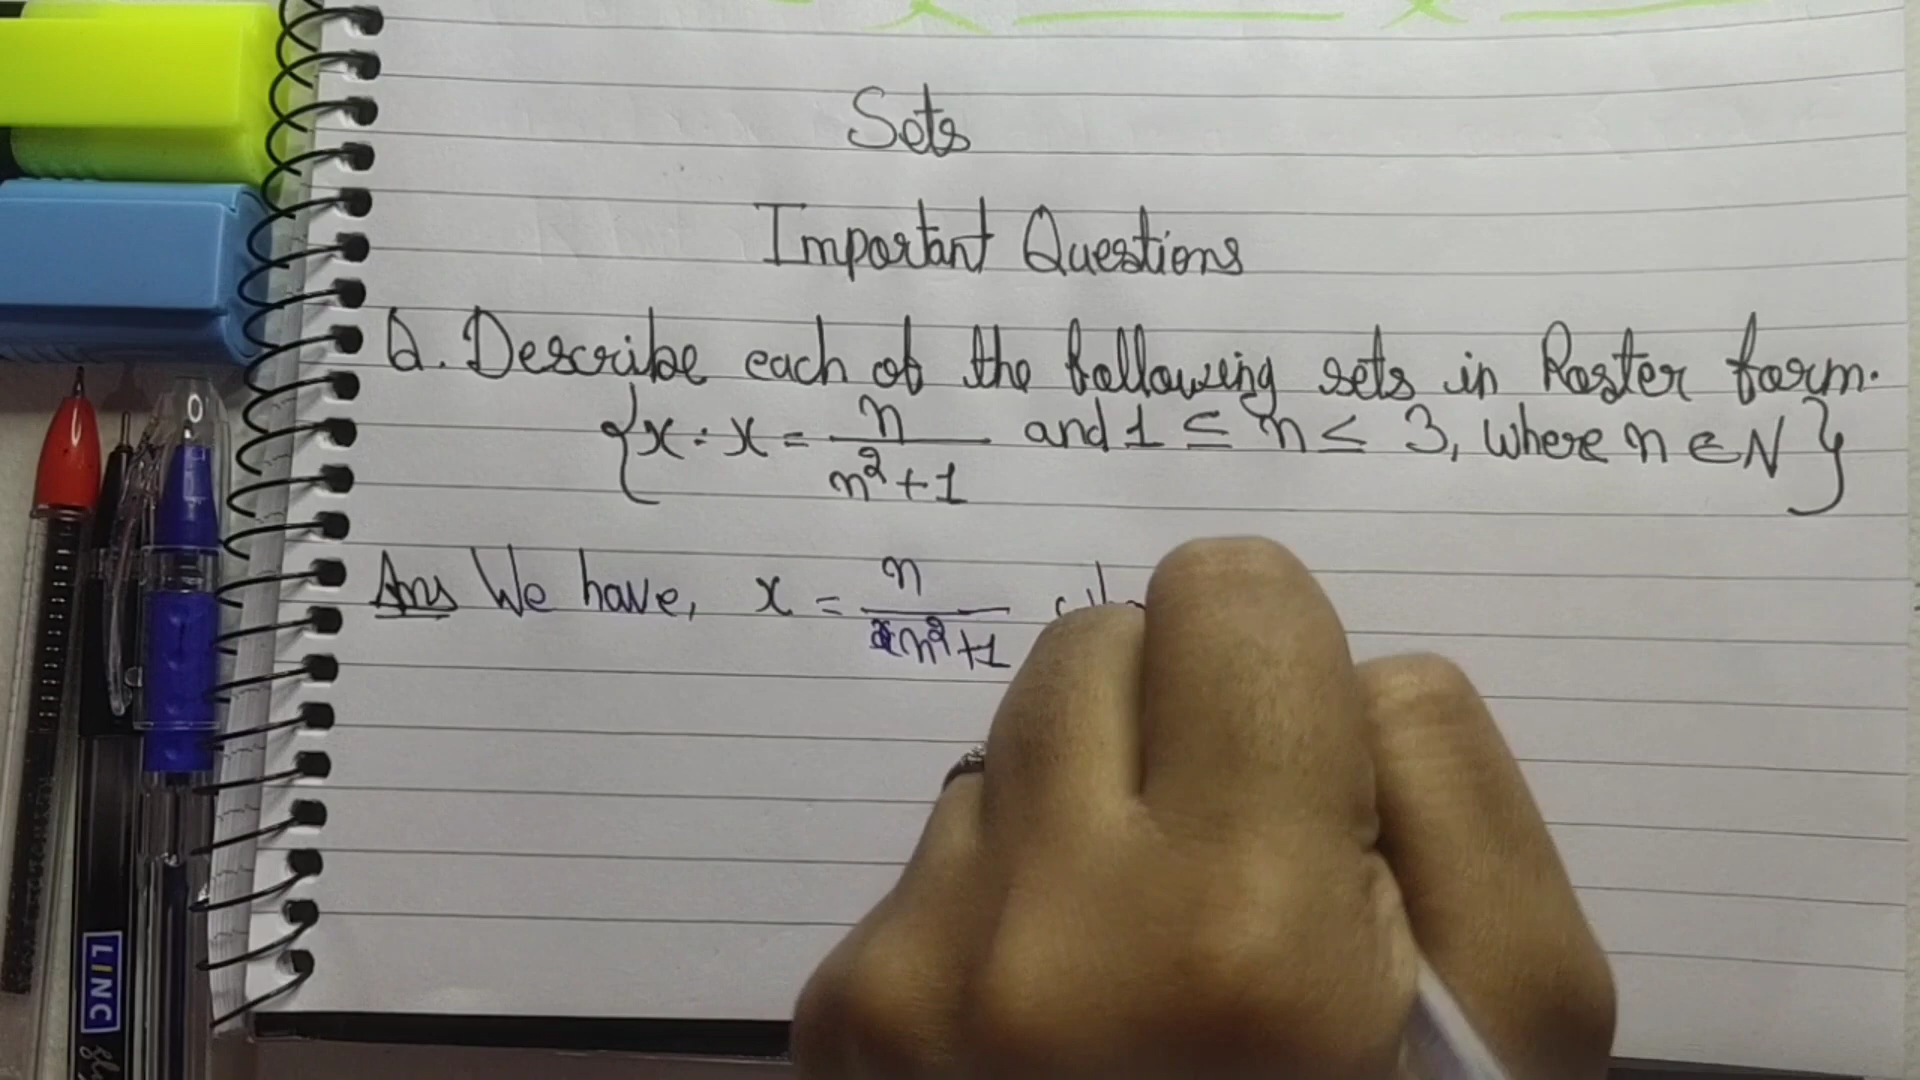 Sets
Important Questions
Q. Describe each of the following sets in Roster form.
{x : x = n/n²+1 and 1 ≤ n ≤ 3, where n ∈ N}
Ans We have, x = n/n²+1
LINC